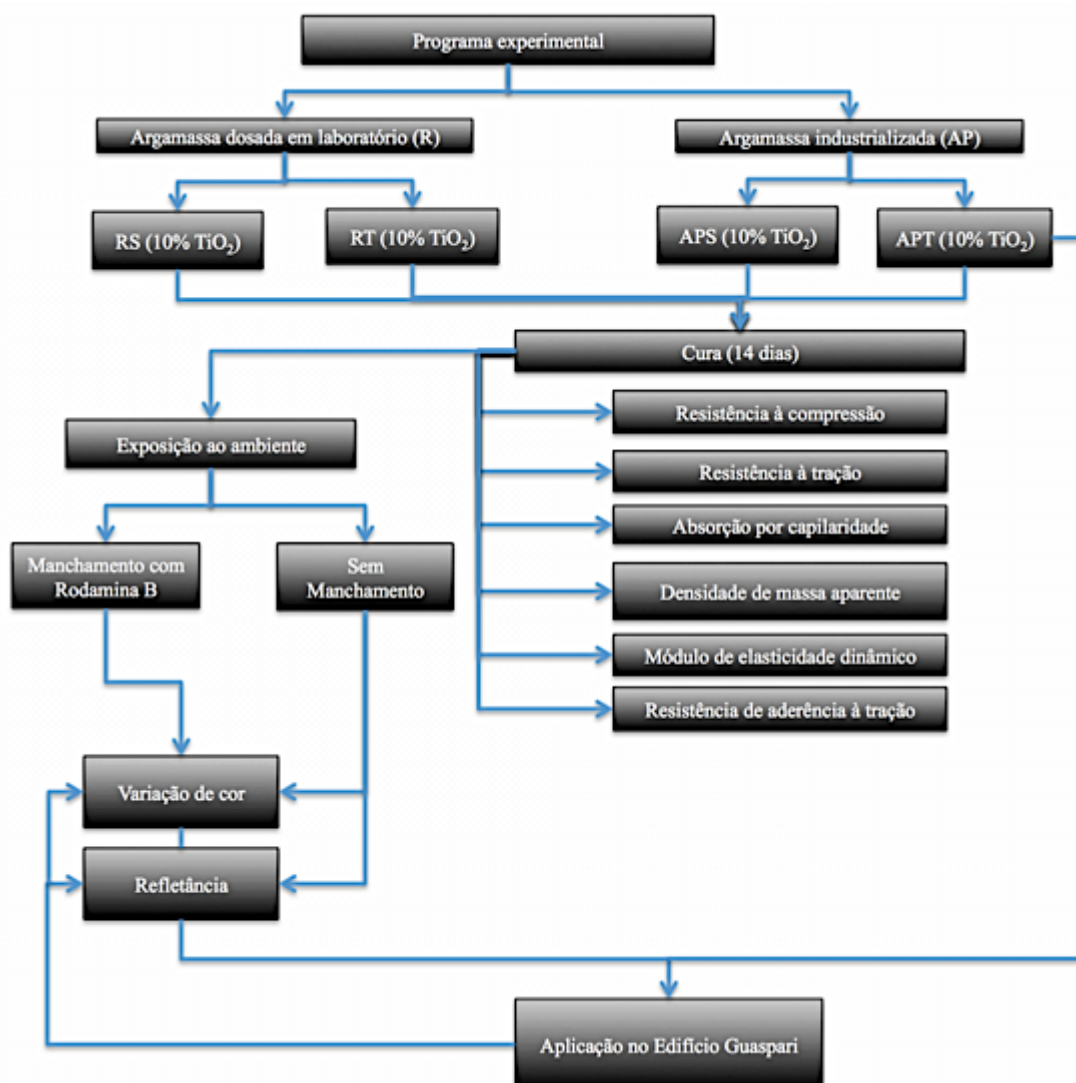 Programa experimental
Argamassa dosada em laboratório (R)
Argamassa industrializada (AP)
RS (10% TiO₂)
RT (10% TiO₂)
APS (10% TiO₂)
APT (10% TiO₂)
Cura (14 dias)
Resistência à compressão
Exposição ao ambiente
Resistência à tração
Absorção por capilaridade
Manchamento com
Rodamina B
Sem
Manchamento
Densidade de massa aparente
Módulo de elasticidade dinâmico
Resistência de aderência à tração
Variação de cor
Refletância
Aplicação no Edifício Guaspari